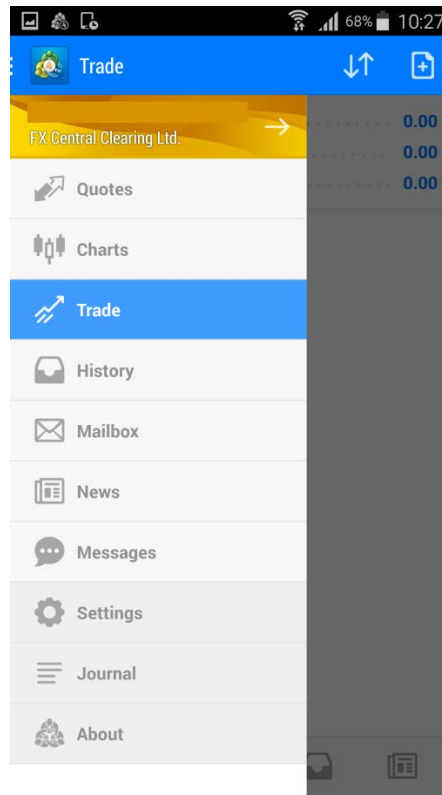 68% 10:27
Trade
FX Central Clearing Ltd.
0.00
0.00
0.00
Quotes
Charts
Trade
History
Mailbox
News
Messages
Settings
Journal
About